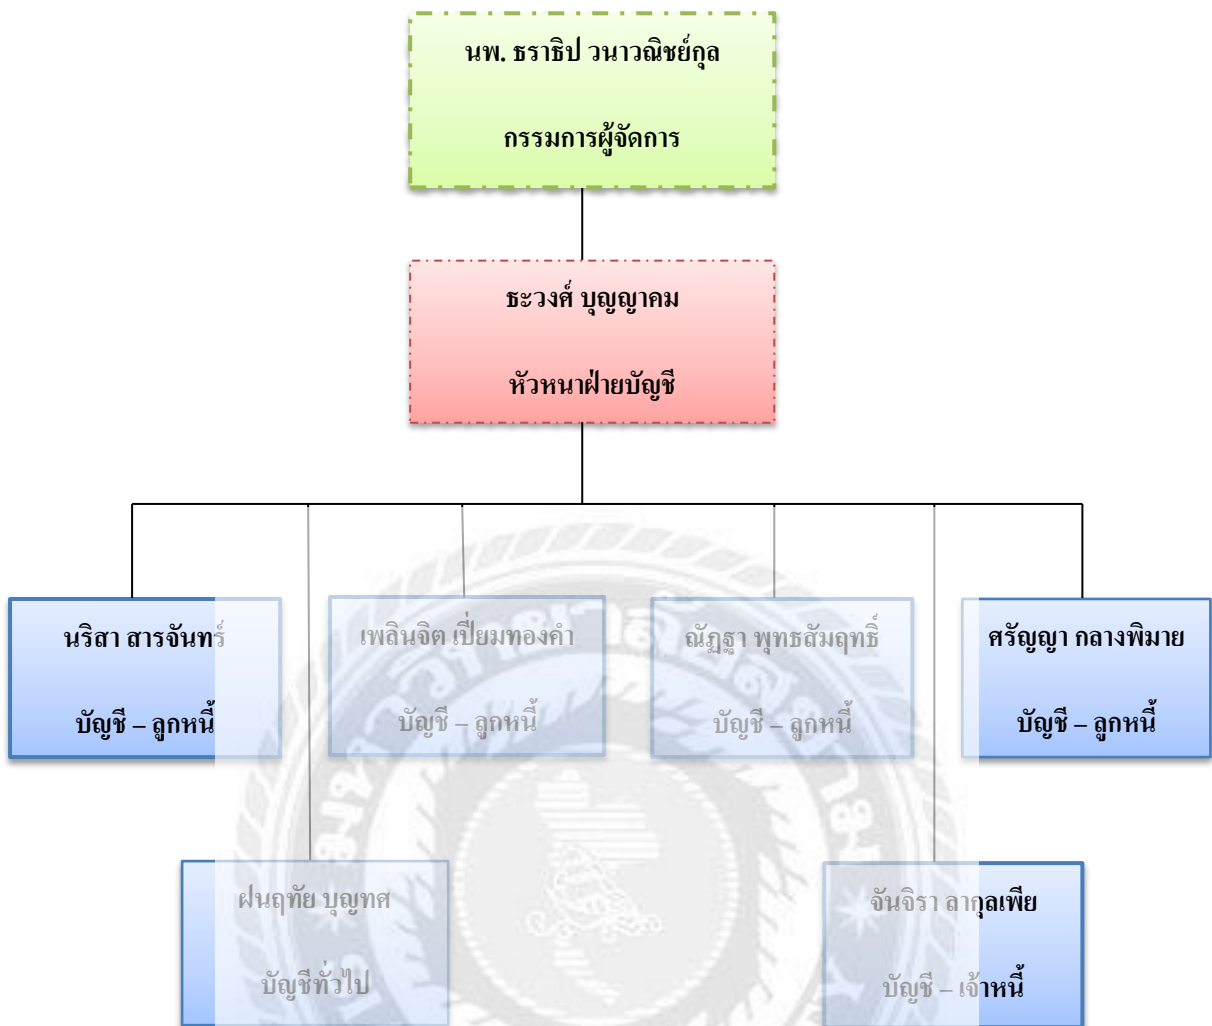 นพ. ธราธิป วนาวณิชย์กุล
กรรมการผู้จัดการ
ธะวงศ์ บุญญาคม
หัวหนาฝ่ายบัญชี
นริสา สารจันทร์
บัญชี – ลูกหนี้
เพลินจิต เปี่ยมทองคำ
บัญชี – ลูกหนี้
ณัฏฐา พุทธสัมฤทธิ์
บัญชี – ลูกหนี้
ศรัญญา กลางพิมาย
บัญชี – ลูกหนี้
ฝนฤทัย บุญทศ
บัญชีทั่วไป
จันจิรา ลากุลเพีย
บัญชี – เจ้าหนี้